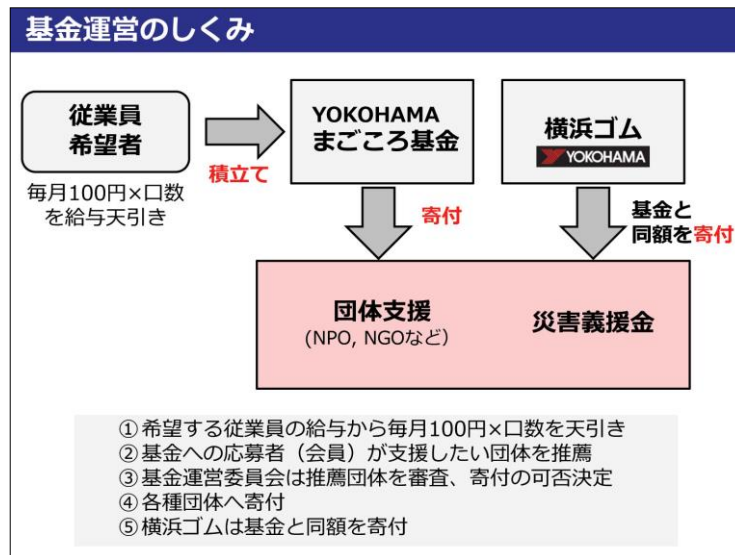 基金運営のしくみ
従業員
希望者
毎月100円×口数
を給与天引き
積立て
YOKOHAMA
まごころ基金
寄付
横浜ゴム
YOKOHAMA
基金と
同額を寄付
団体支援
(NPO, NGOなど)
災害義援金
①希望する従業員の給与から毎月100円×口数を天引き
②基金への応募者（会員）が支援したい団体を推薦
③基金運営委員会は推薦団体を審査、寄付の可否決定
④各種団体へ寄付
⑤横浜ゴムは基金と同額を寄付